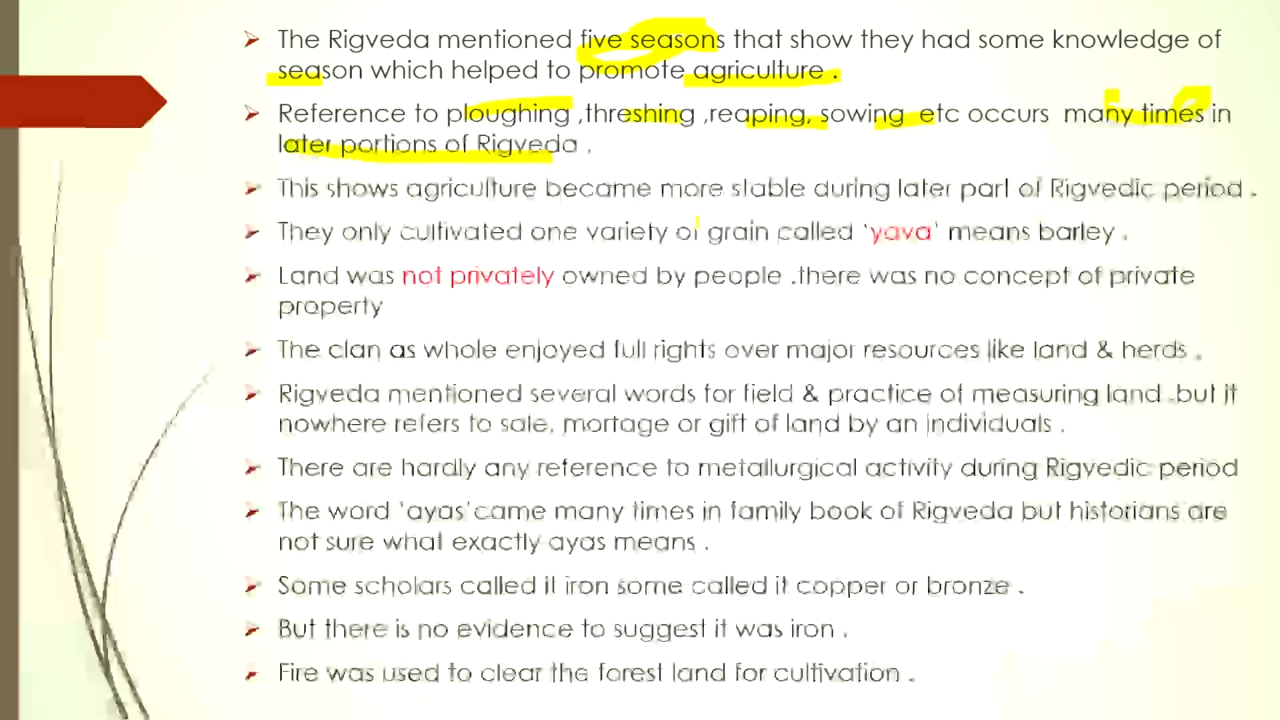 The Rigveda mentioned five seasons that show they had some knowledge of
season which helped to promote agriculture .
Reference to ploughing ,threshing ,reaping, sowing etc occurs many times in
later portions of Rigveda .
This shows agriculture became more stable during later part of Rigvedic period .
They only cultivated one variety of grain called 'yava' means barley .
Land was not privately owned by people .there was no concept of private
property
The clan as whole enjoyed full rights over major resources like land & herds .
Rigveda mentioned several words for field & practice of measuring land .but it
nowhere refers to sale, mortage or gift of land by an individuals .
There are hardly any reference to metallurgical activity during Rigvedic period
The word 'ayas'came many times in family book of Rigveda but historians are
not sure what exactly ayas means .
Some scholars called it iron some called it copper or bronze .
But there is no evidence to suggest it was iron .
Fire was used to clear the forest land for cultivation .